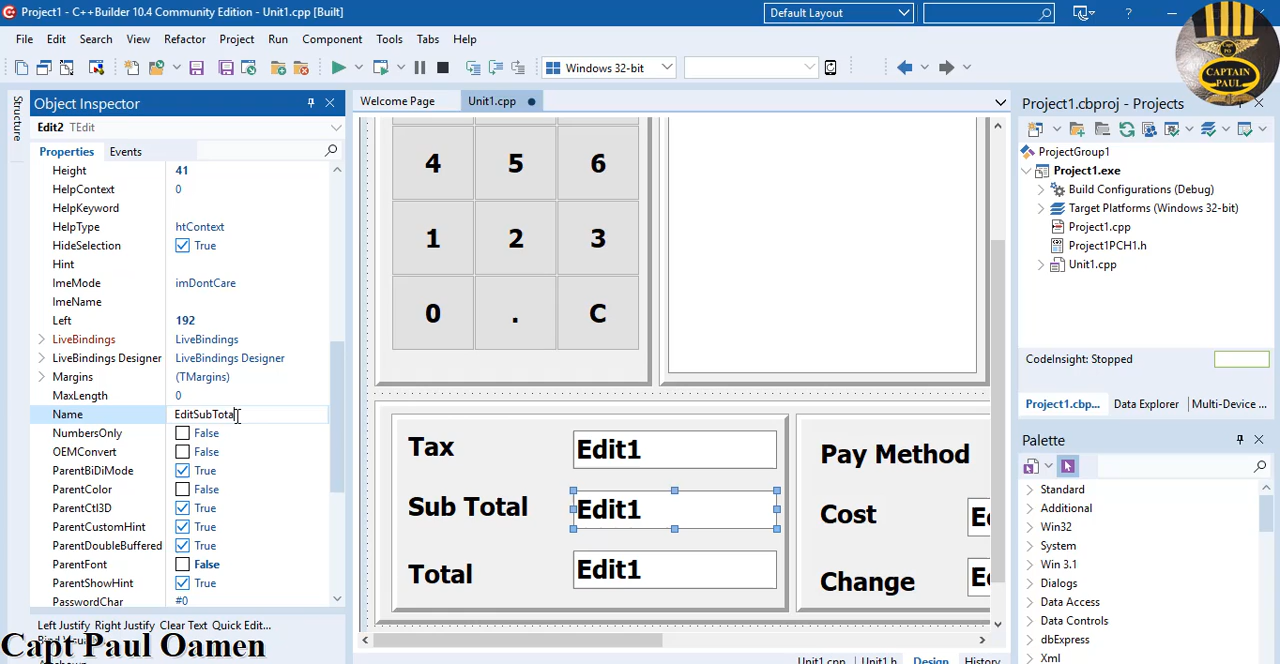 Project1 - C++Builder 10.4 Community Edition - Unit1.cpp [Built]
Default Layout
?
File Edit Search View Refactor Project Run Component Tools Tabs Help
Windows 32-bit
CAPTAIN
PAUL
Structure
Object Inspector
Edit2 TEdit
Properties Events
Height 41
HelpContext 0
HelpKeyword
HelpType htContext
HideSelection True
Hint
ImeMode imDontCare
ImeName
Left 192
LiveBindings LiveBindings
LiveBindings Designer LiveBindings Designer
Margins (TMargins)
MaxLength 0
Name EditSubTotal
NumbersOnly False
OEMConvert False
ParentBiDiMode True
ParentColor False
ParentCtl3D True
ParentCustomHint True
ParentDoubleBuffered True
ParentFont False
ParentShowHint True
PasswordChar #0
Left Justify Right Justify Clear Text Quick Edit...
Capt Paul Oamen
Welcome Page Unit1.cpp
4 5 6
1 2 3
0 . C
Tax Edit1
Sub Total Edit1
Total Edit1
Pay Method
Cost
Change
Unit1.cpp Unit1.h Design History
Project1.cbproj - Projects
ProjectGroup1
Project1.exe
Build Configurations (Debug)
Target Platforms (Windows 32-bit)
Project1.cpp
Project1PCH1.h
Unit1.cpp
CodeInsight: Stopped
Project1.cbp... Data Explorer Multi-Device ...
Palette
Standard
Additional
Win32
System
Win 3.1
Dialogs
Data Access
Data Controls
dbExpress
Xml